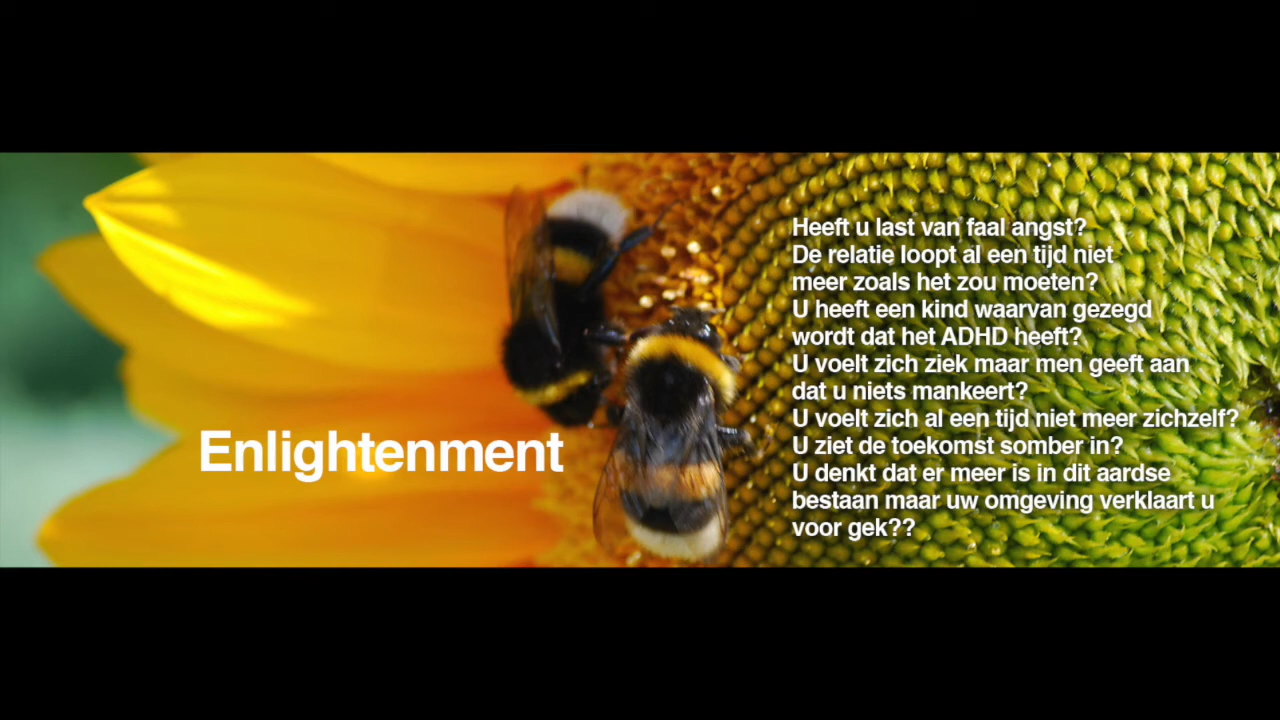 Enlightenment
Heeft u last van faal angst?
De relatie loopt al een tijd niet
meer zoals het zou moeten?
U heeft een kind waarvan gezegd
wordt dat het ADHD heeft?
U voelt zich ziek maar men geeft aan
dat u niets mankeert?
U voelt zich al een tijd niet meer zichzelf?
U ziet de toekomst somber in?
U denkt dat er meer is in dit aardse
bestaan maar uw omgeving verklaart u
voor gek??